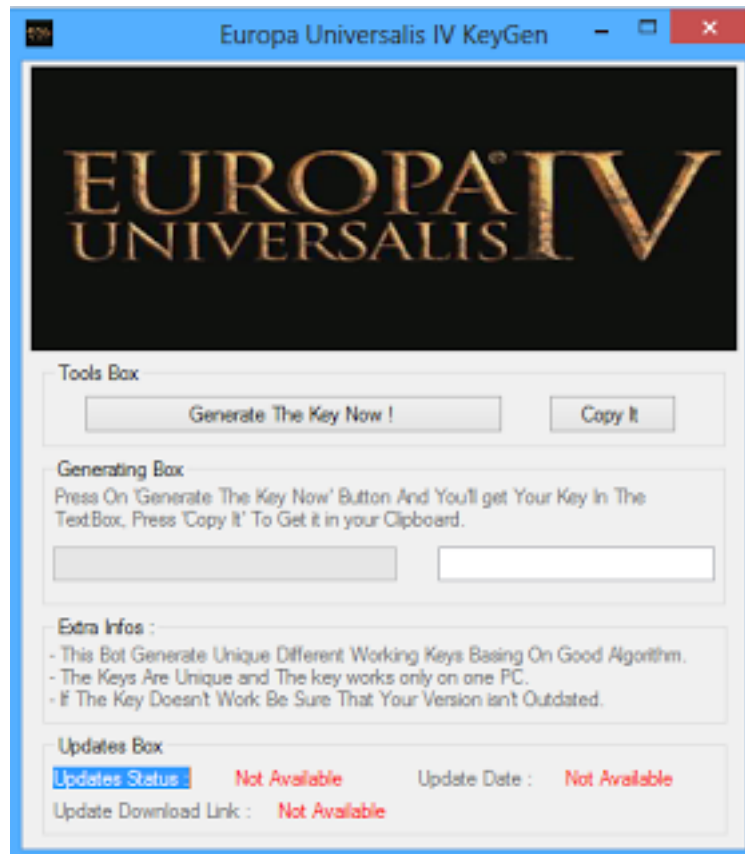 Europa Universalis IV KeyGen
EUROPA IV
UNIVERSALIS
Tools Box
Generate The Key Now !
Copy It
Generating Box
Press On 'Generate The Key Now' Button And You'll get Your Key In The
TextBox, Press 'Copy It' To Get it in your Clipboard.
Extra Infos :
- This Bot Generate Unique Different Working Keys Basing On Good Algorithm.
- The Keys Are Unique and The key works only on one PC.
- If The Key Doesn't Work Be Sure That Your Version isn't Outdated.
Updates Box
Updates Status : Not Available Update Date : Not Available
Update Download Link : Not Available